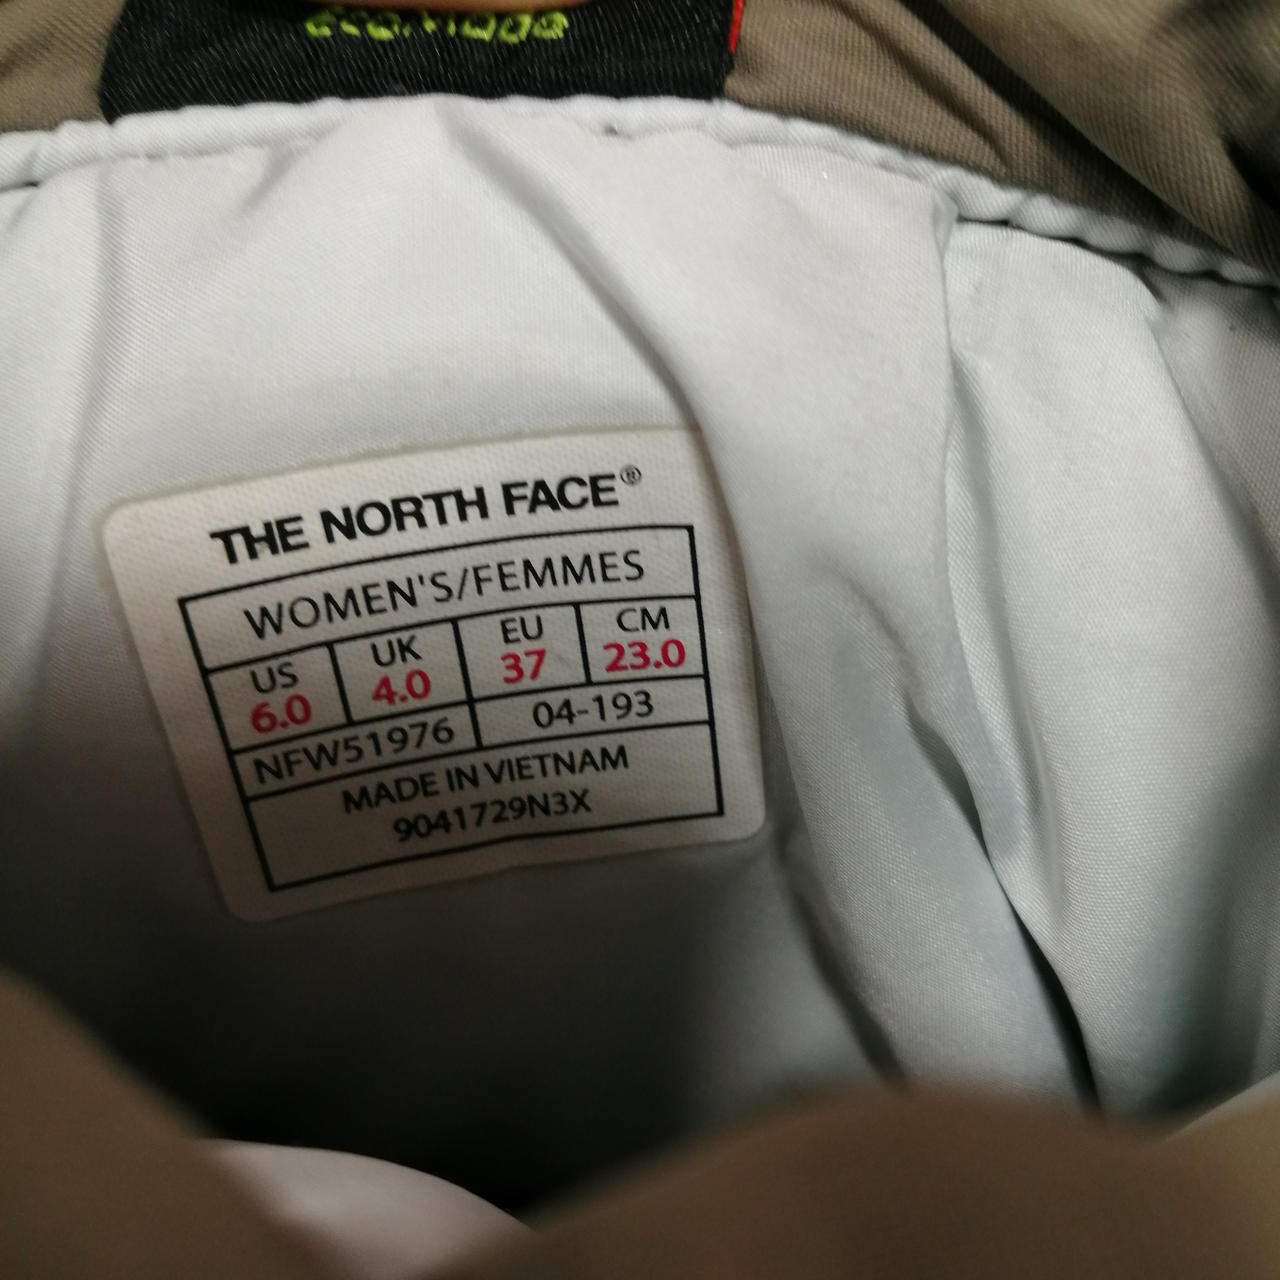 THE NORTH FACE®
WOMEN'S/FEMMES
US UK EU CM
6.0 4.0 37 23.0
NFW51976 04-193
MADE IN VIETNAM
9041729N3X